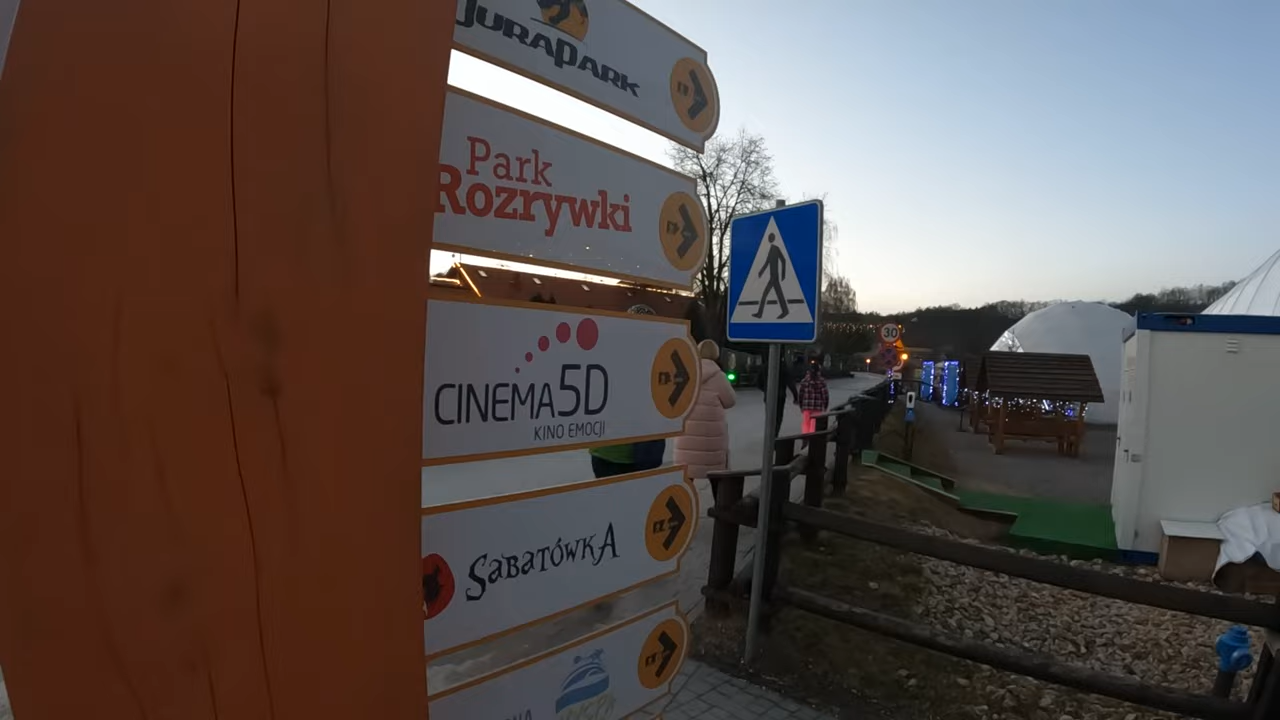 JURAPARK
Park
Rozrywki
CINEMA5D
KINO EMOCJI
SABATÓWKA
30